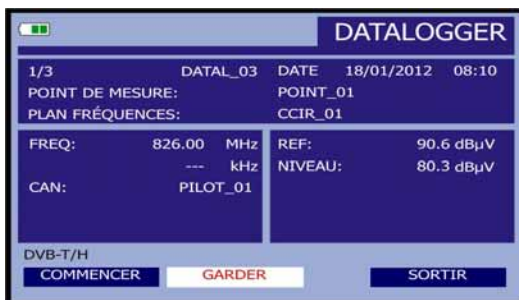 DATALOGGER
1/3 DATAL_03 DATE 18/01/2012 08:10
POINT DE MESURE: POINT_01
PLAN FRÉQUENCES: CCIR_01
FREQ: 826.00 MHz
--- kHz
CAN: PILOT_01
REF: 90.6 dBµV
NIVEAU: 80.3 dBµV
DVB-T/H
COMMENCER GARDER SORTIR